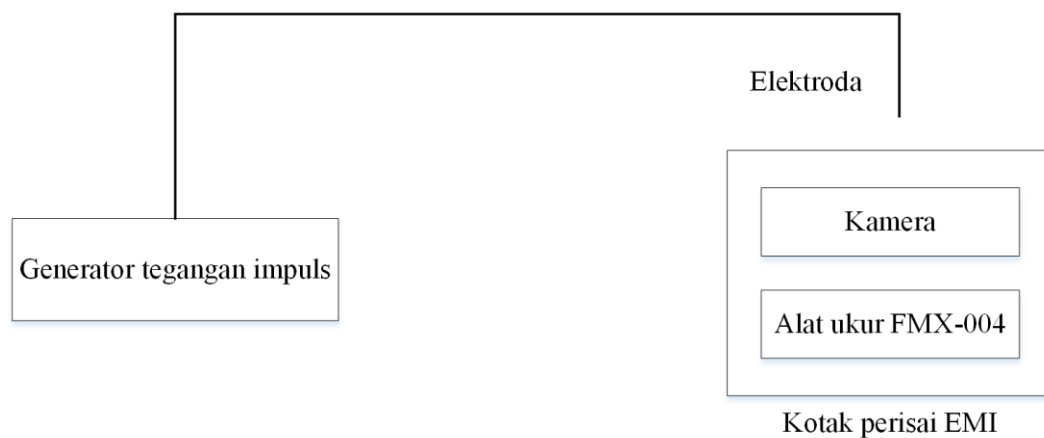 Elektroda
Kamera
Generator tegangan impuls
Alat ukur FMX-004
Kotak perisai EMI